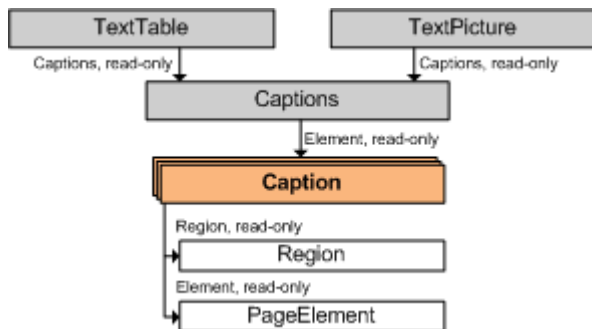 TextTable
TextPicture
Captions, read-only
Captions, read-only
Captions
Element, read-only
Caption
Region, read-only
Region
Element, read-only
PageElement